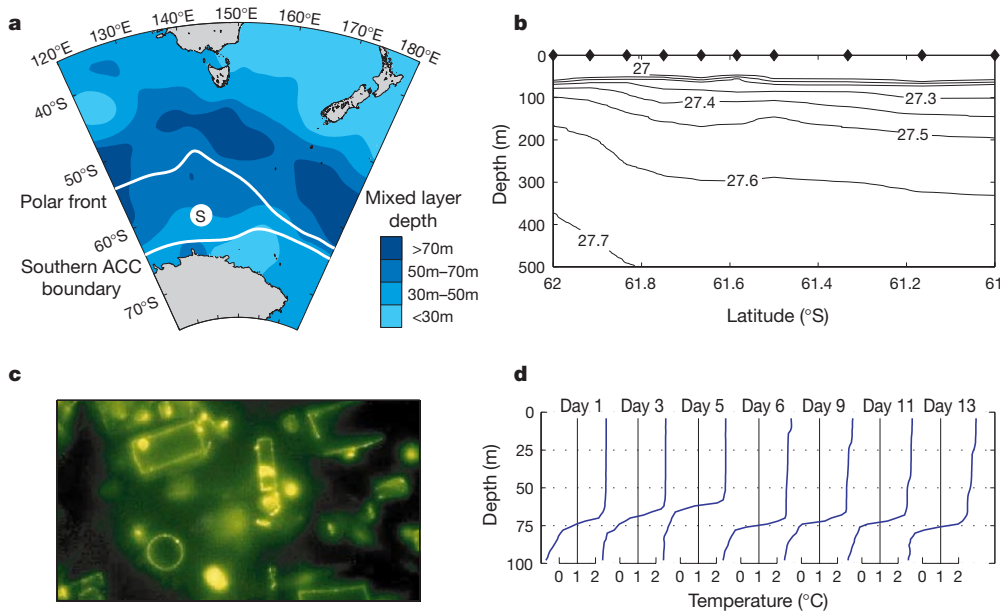 a
120°E
130°E
140°E
150°E
160°E
170°E
180°E
40°S
50°S
60°S
70°S
Polar front
Southern ACC
boundary
S
Mixed layer
depth
>70m
50m–70m
30m–50m
<30m
b
0
100
200
300
400
500
Depth (m)
27
27.3
27.4
27.5
27.6
27.7
62
61.8
61.6
61.4
61.2
61
Latitude (°S)
c
d
Day 1 Day 3 Day 5 Day 6 Day 9 Day 11 Day 13
0
25
50
75
100
Depth (m)
0 1 2 0 1 2 0 1 2 0 1 2 0 1 2 0 1 2 0 1 2
Temperature (°C)